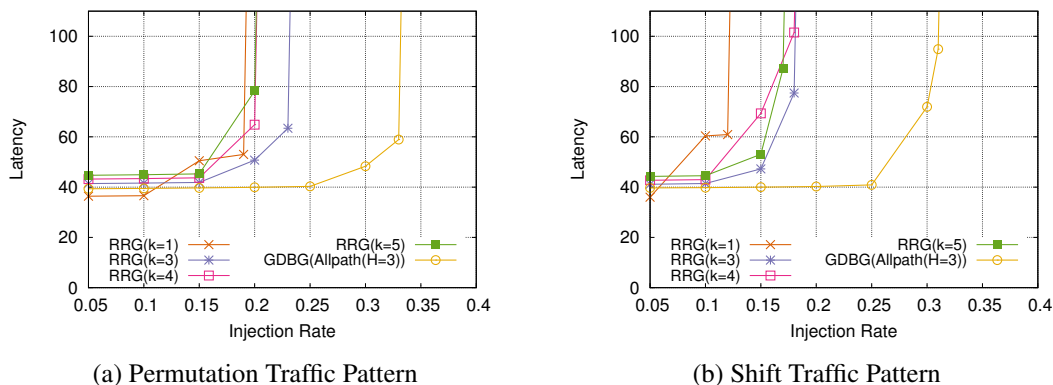 100
80
60
40
20
0
Latency
RRG(k=1)
RRG(k=3)
RRG(k=4)
RRG(k=5)
GDBG(Allpath(H=3))
0.05 0.1 0.15 0.2 0.25 0.3 0.35 0.4
Injection Rate
(a) Permutation Traffic Pattern
100
80
60
40
20
0
Latency
RRG(k=1)
RRG(k=3)
RRG(k=4)
RRG(k=5)
GDBG(Allpath(H=3))
0.05 0.1 0.15 0.2 0.25 0.3 0.35 0.4
Injection Rate
(b) Shift Traffic Pattern